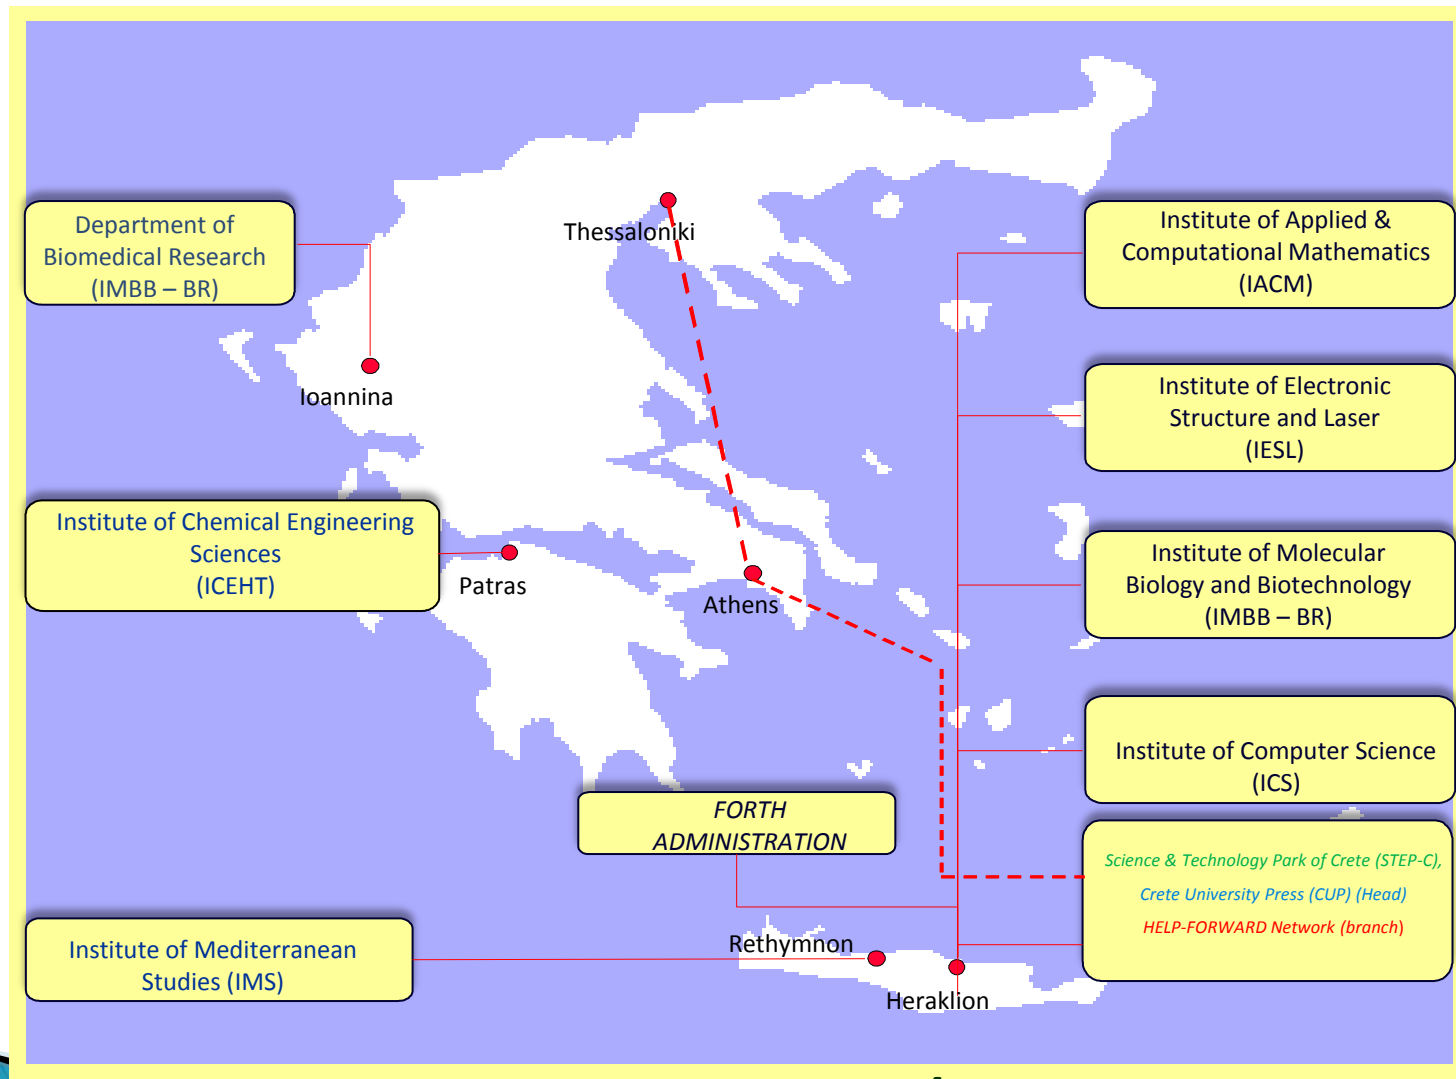 Department of
Biomedical Research
(IMBB – BR)
Thessaloniki
Institute of Applied &
Computational Mathematics
(IACM)
Ioannina
Institute of Electronic
Structure and Laser
(IESL)
Institute of Chemical Engineering
Sciences
(ICEHT)
Patras
Athens
Institute of Molecular
Biology and Biotechnology
(IMBB – BR)
Institute of Computer Science
(ICS)
FORTH
ADMINISTRATION
Science & Technology Park of Crete (STEP-C),
Crete University Press (CUP) (Head)
HELP-FORWARD Network (branch)
Institute of Mediterranean
Studies (IMS)
Rethymnon
Heraklion